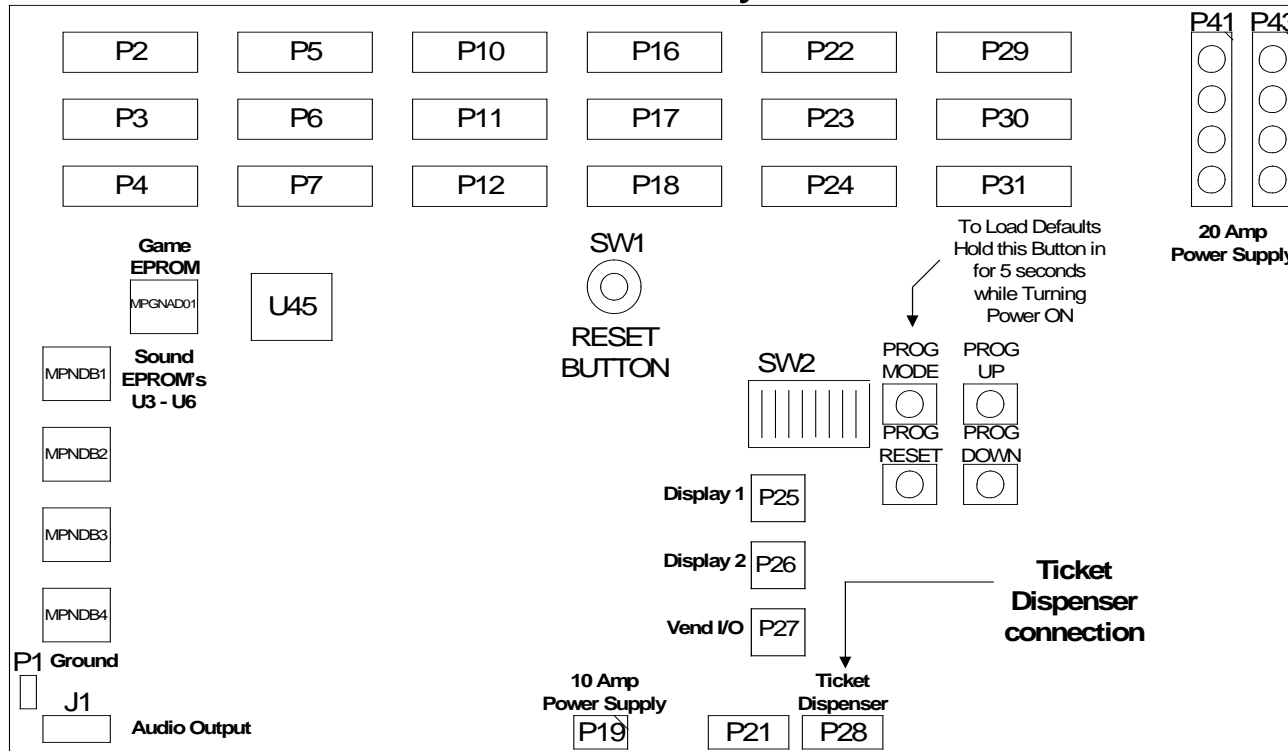 P41 P43
P2 P5 P10 P16 P22 P29
P3 P6 P11 P17 P23 P30
P4 P7 P12 P18 P24 P31
20 Amp
Power Supply
Game
EPROM
MPGNAD01
U45
SW1
RESET
BUTTON
To Load Defaults
Hold this Button in
for 5 seconds
while Turning
Power ON
MPNDB1
Sound
EPROM's
U3 - U6
SW2
PROG
MODE
PROG
UP
PROG
RESET
PROG
DOWN
MPNDB2
Display 1 P25
MPNDB3
Display 2 P26
Ticket
Dispenser
connection
MPNDB4
Vend I/O P27
P1 Ground
J1
Audio Output
10 Amp
Power Supply
P19
P21
Ticket
Dispenser
P28